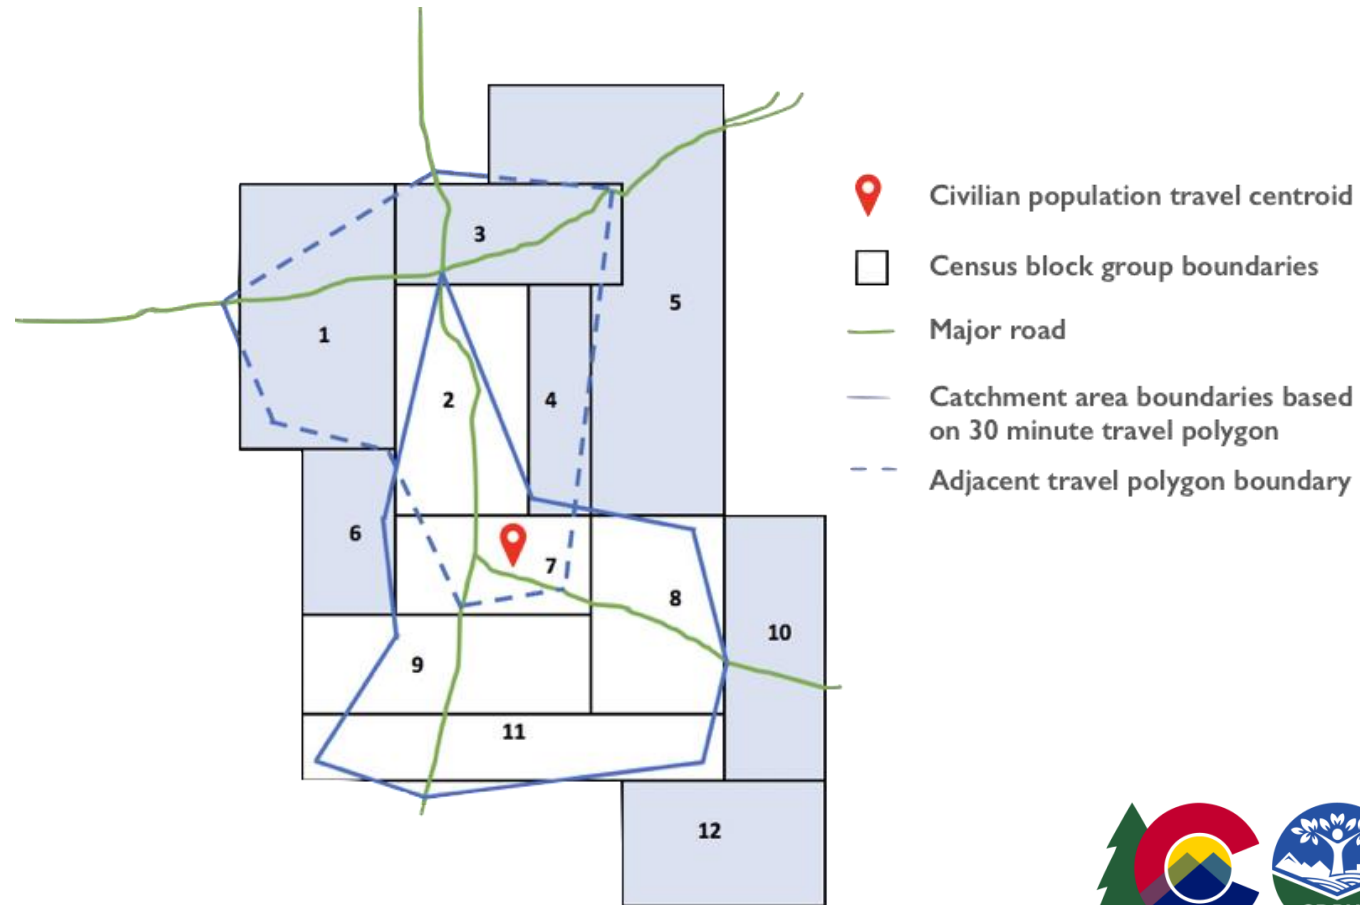 3
5
1
2
4
6
7
8
10
9
11
12
Civilian population travel centroid
Census block group boundaries
Major road
Catchment area boundaries based
on 30 minute travel polygon
Adjacent travel polygon boundary